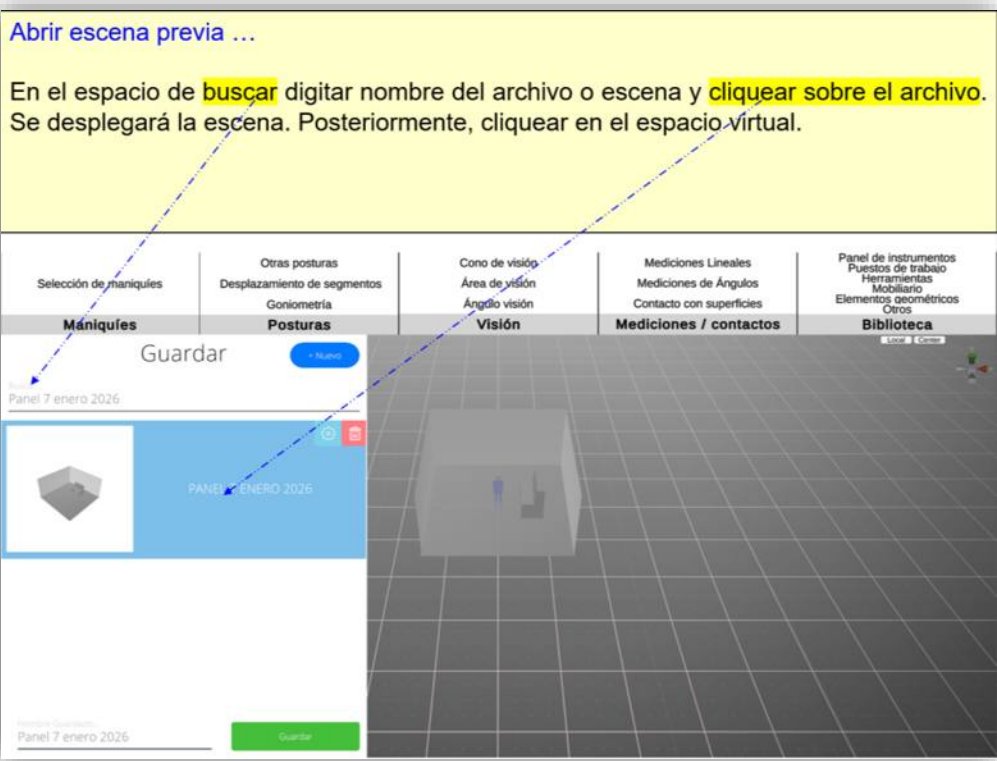 Abrir escena previa …
En el espacio de buscar digitar nombre del archivo o escena y cliquear sobre el archivo.
Se desplegará la escena. Posteriormente, cliquear en el espacio virtual.
Selección de maniquíes
Maniquíes
Otras posturas
Desplazamiento de segmentos
Goniometría
Posturas
Cono de visión
Área de visión
Ángulo visión
Visión
Mediciones Lineales
Mediciones de Ángulos
Contacto con superficies
Mediciones / contactos
Panel de instrumentos
Puestos de trabajo
Herramientas
Mobiliario
Elementos geométricos
Otros
Biblioteca
Guardar
+ Nuevo
Local Center
Panel 7 enero 2026
PANEL 7 ENERO 2026
Panel 7 enero 2026
Guardar